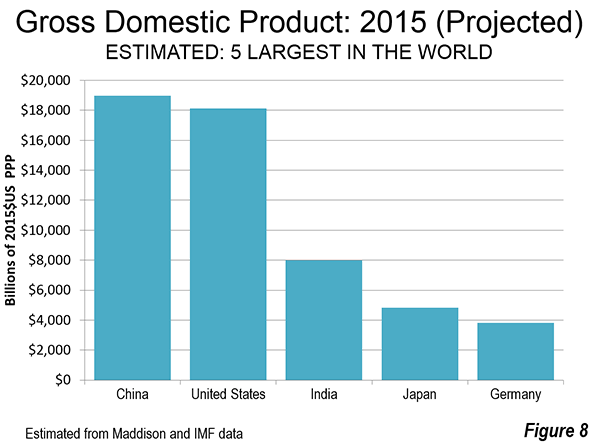 Gross Domestic Product: 2015 (Projected)
ESTIMATED: 5 LARGEST IN THE WORLD
Billions of 2015$US PPP
$20,000
$18,000
$16,000
$14,000
$12,000
$10,000
$8,000
$6,000
$4,000
$2,000
$0
China United States India Japan Germany
Estimated from Maddison and IMF data
Figure 8